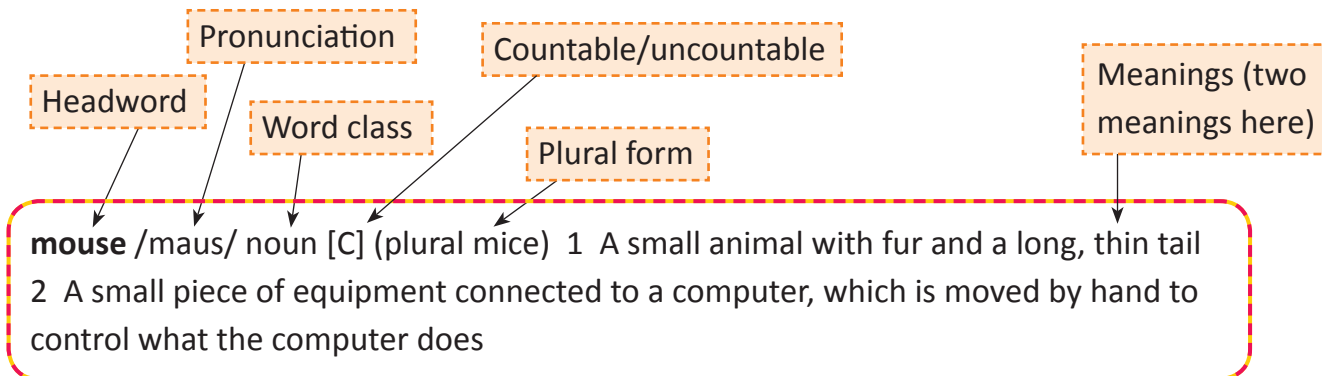 Pronunciation
Countable/uncountable
Headword
Word class
Plural form
Meanings (two
meanings here)
mouse /maus/ noun [C] (plural mice) 1 A small animal with fur and a long, thin tail
2 A small piece of equipment connected to a computer, which is moved by hand to
control what the computer does